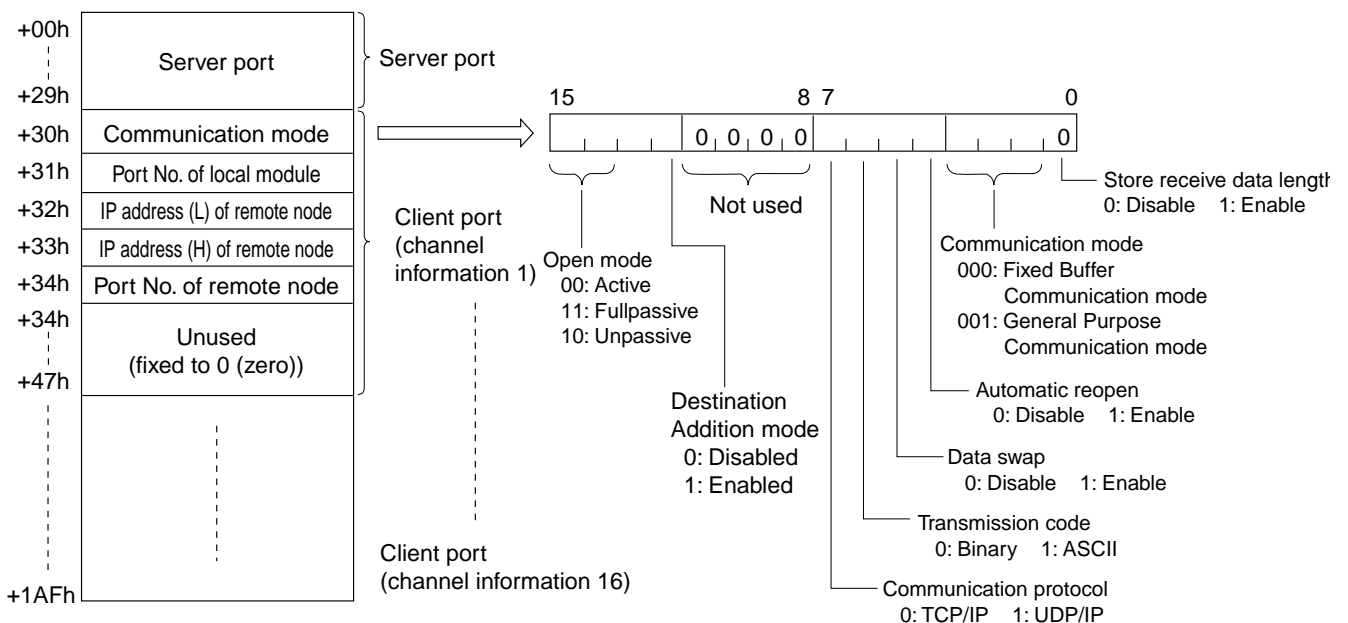 +00h
Server port
+29h
Server port
+30h
Communication mode
+31h
Port No. of local module
+32h
IP address (L) of remote node
+33h
IP address (H) of remote node
+34h
Port No. of remote node
+34h
Unused
(fixed to 0 (zero))
+47h
+1AFh
Client port
(channel
information 1)
Client port
(channel information 16)
15 8 7 0
0 0 0 0 0
Not used
Open mode
00: Active
11: Fullpassive
10: Unpassive
Destination
Addition mode
0: Disabled
1: Enabled
Store receive data length
0: Disable 1: Enable
Communication mode
000: Fixed Buffer
Communication mode
001: General Purpose
Communication mode
Automatic reopen
0: Disable 1: Enable
Data swap
0: Disable 1: Enable
Transmission code
0: Binary 1: ASCII
Communication protocol
0: TCP/IP 1: UDP/IP